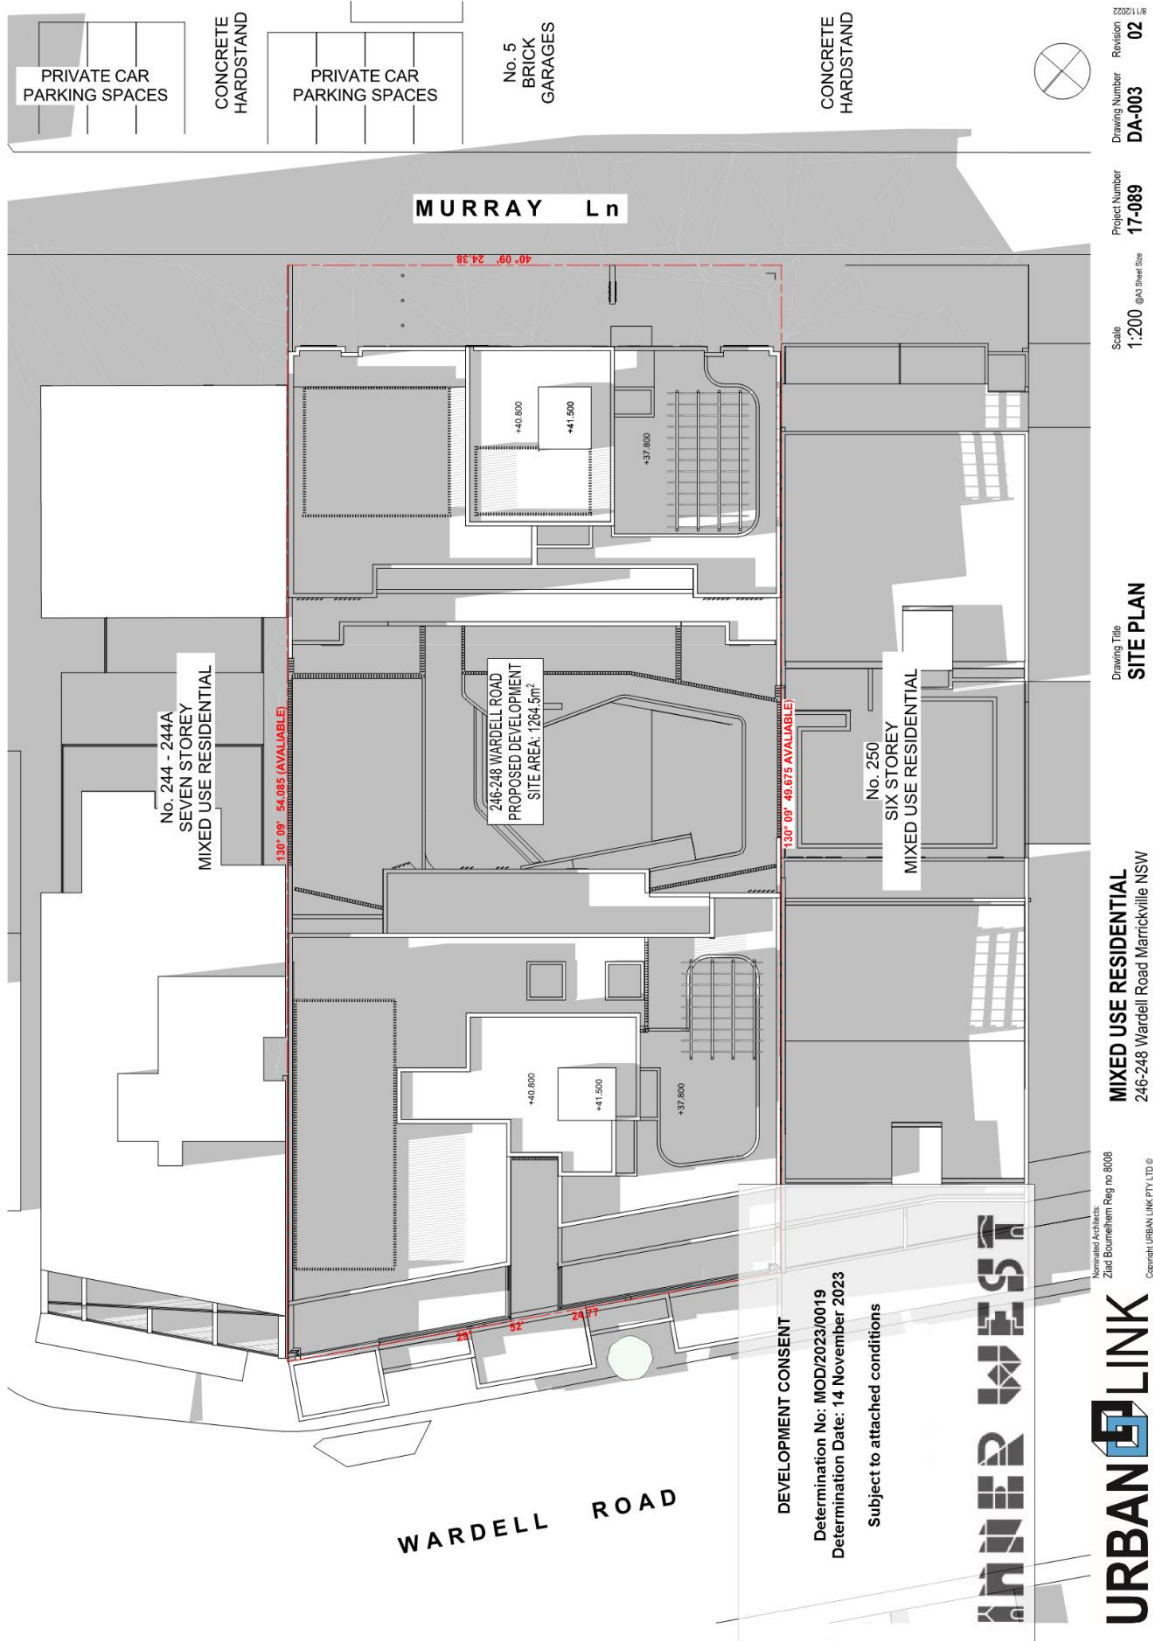 PRIVATE CAR
PARKING SPACES
CONCRETE
HARDSTAND
PRIVATE CAR
PARKING SPACES
No. 5
BRICK
GARAGES
CONCRETE
HARDSTAND
MURRAY Ln
40° 09' 24.38
+40.800
+41.500
+37.800
No. 244 - 244A
SEVEN STOREY
MIXED USE RESIDENTIAL
130° 09' 54.085 (AVALIABLE)
246-248 WARDELL ROAD
PROPOSED DEVELOPMENT
SITE AREA: 1264.5m²
130° 09' 49.675 AVALIABLE)
No. 250
SIX STOREY
MIXED USE RESIDENTIAL
+40.800
+41.500
+37.800
52' 24.77
WARDELL ROAD
DEVELOPMENT CONSENT
Determination No: MOD/2023/0019
Determination Date: 14 November 2023
Subject to attached conditions
INNER WEST
URBAN LINK
Nominated Architects:
Ziad Boumelhem Reg no 8008
Copyright URBAN LINK PTY LTD ©
MIXED USE RESIDENTIAL
246-248 Wardell Road Marrickville NSW
Drawing Title
SITE PLAN
Scale
1:200 @A3 Sheet Size
Project Number
17-089
Drawing Number
DA-003
Revision
02
8/11/2022